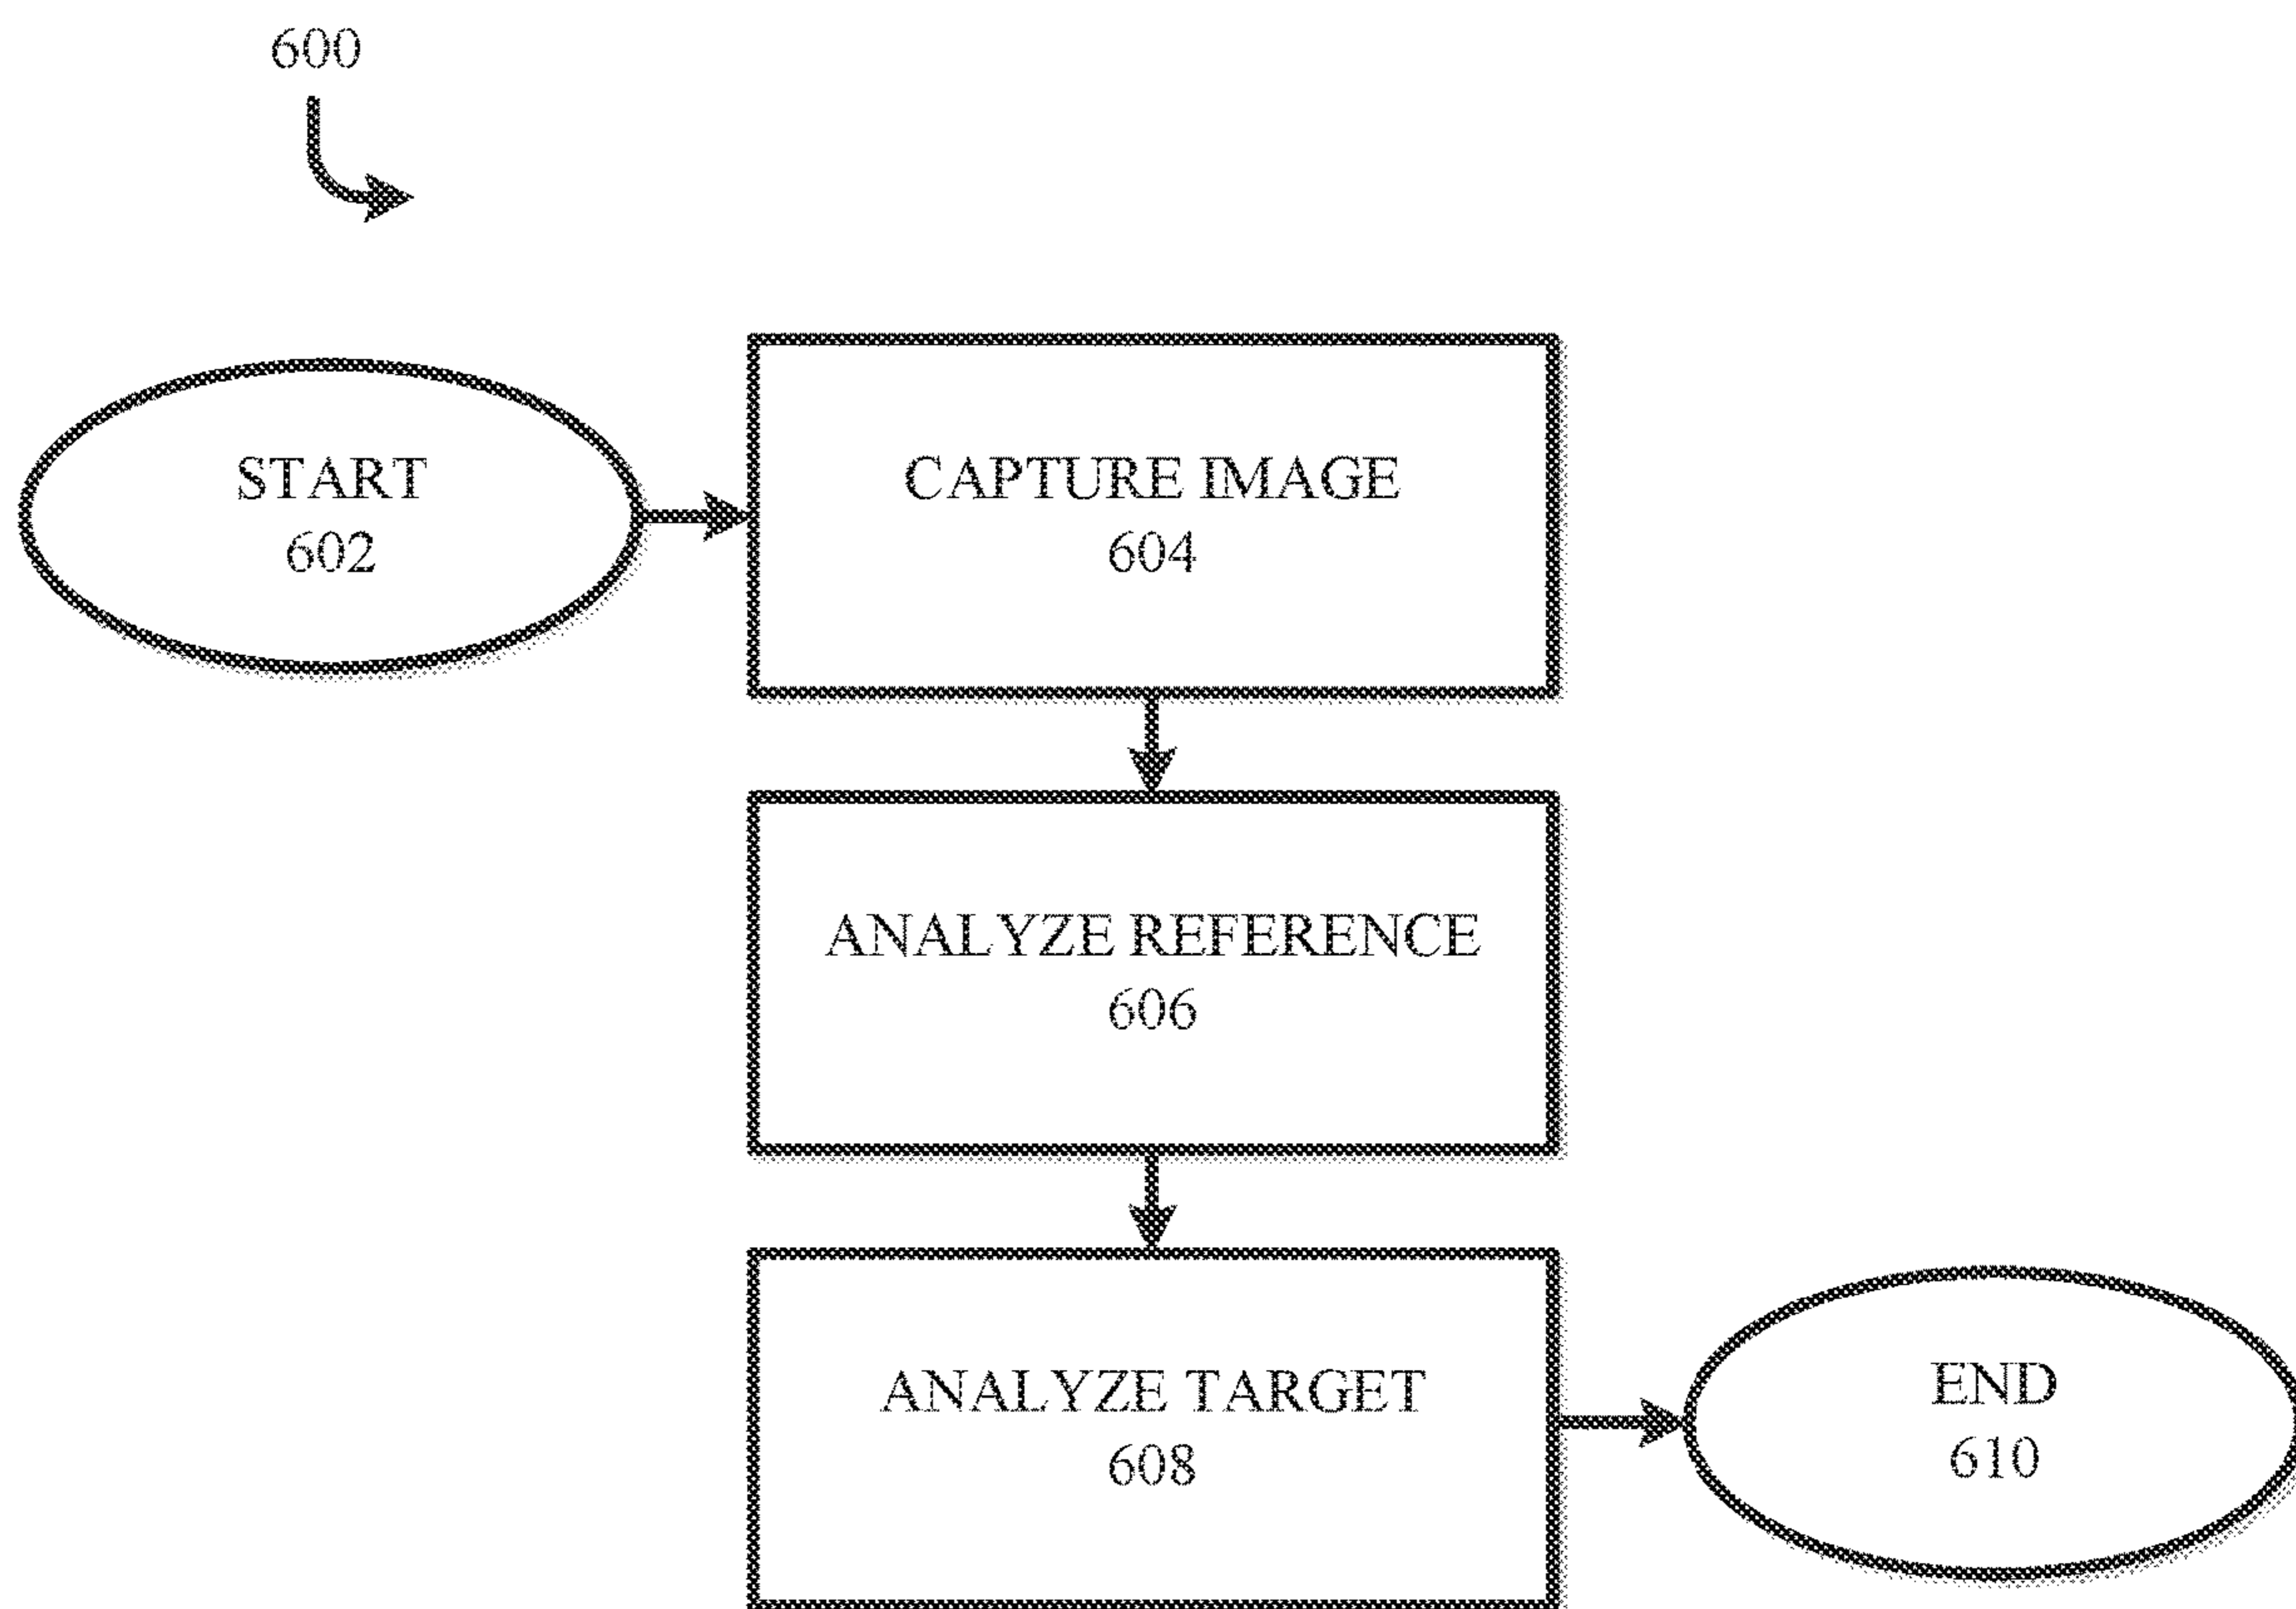 600
START
602
CAPTURE IMAGE
604
ANALYZE REFERENCE
606
ANALYZE TARGET
608
END
610